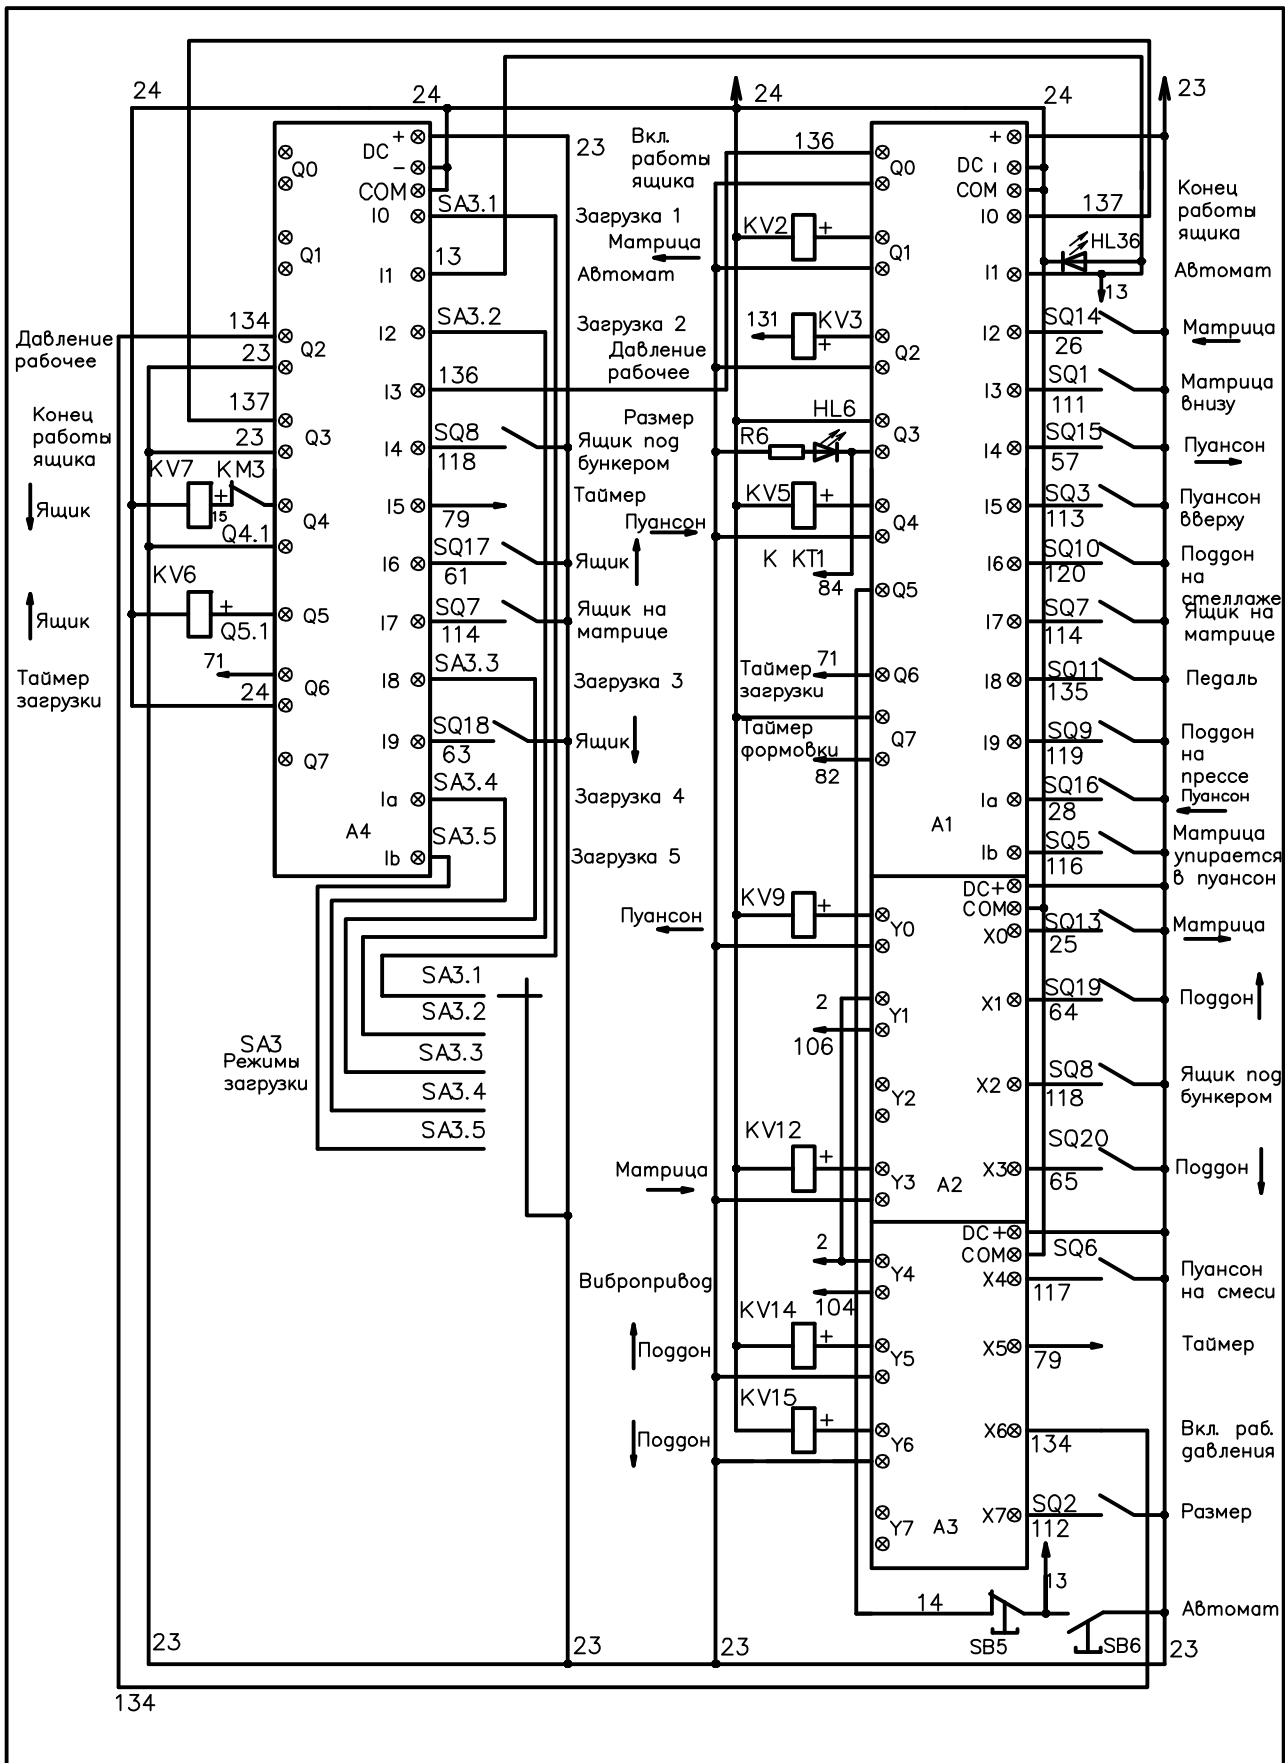 24
24
24
24
23
+
DC
−
COM
I0
SA3.1
I1
13
I2
SA3.2
I3
136
I4
SQ8
118
I5
79
I6
SQ17
61
I7
SQ7
114
I8
SA3.3
I9
SQ18
63
Ia
SA3.4
Ib
SA3.5
A4
Q0
Q1
Q2
Q3
Q4
Q5
Q6
Q7
134
23
137
23
KV7
KM3
+
15
Q4.1
KV6
+
Q5.1
71
24
Давление
рабочее
Конец
работы
ящика
Ящик
Ящик
Таймер
загрузки
23
Загрузка 1
Матрица
Автомат
Загрузка 2
Давление
рабочее
Размер
Ящик под
бункером
Таймер
Пуансон
Ящик
Ящик на
матрице
Загрузка 3
Ящик
Загрузка 4
Загрузка 5
Пуансон
Матрица
Вибропривод
Поддон
Поддон
SA3
Режимы
загрузки
SA3.1
SA3.2
SA3.3
SA3.4
SA3.5
Вкл.
работы
ящика
136
KV2
+
131
KV3
+
HL6
R6
KV5
+
К КТ1
84
Таймер
загрузки
71
Таймер
формовки
82
KV9
+
2
106
KV12
+
2
104
KV14
+
KV15
+
Q0
Q1
Q2
Q3
Q4
Q5
Q6
Q7
A1
Y0
Y1
Y2
Y3
A2
Y4
Y5
Y6
Y7
A3
+
DC
COM
I0
137
Конец
работы
ящика
HL36
I1
13
Автомат
I2
SQ14
26
Матрица
I3
SQ1
111
Матрица
внизу
I4
SQ15
57
Пуансон
I5
SQ3
113
Пуансон
вверху
I6
SQ10
120
Поддон
на
стеллаже
I7
SQ7
114
Ящик на
матрице
I8
SQ11
135
Педаль
I9
SQ9
119
Поддон
на
прессе
Ia
SQ16
28
Пуансон
Ib
SQ5
116
Матрица
упирается
в пуансон
DC+
COM
X0
SQ13
25
Матрица
X1
SQ19
64
Поддон
X2
SQ8
118
Ящик под
бункером
X3
SQ20
65
Поддон
DC+
COM
X4
SQ6
117
Пуансон
на смеси
X5
79
Таймер
X6
134
Вкл. раб.
давления
X7
SQ2
112
Размер
13
14
SB5
SB6
Автомат
23
23
23
23
134